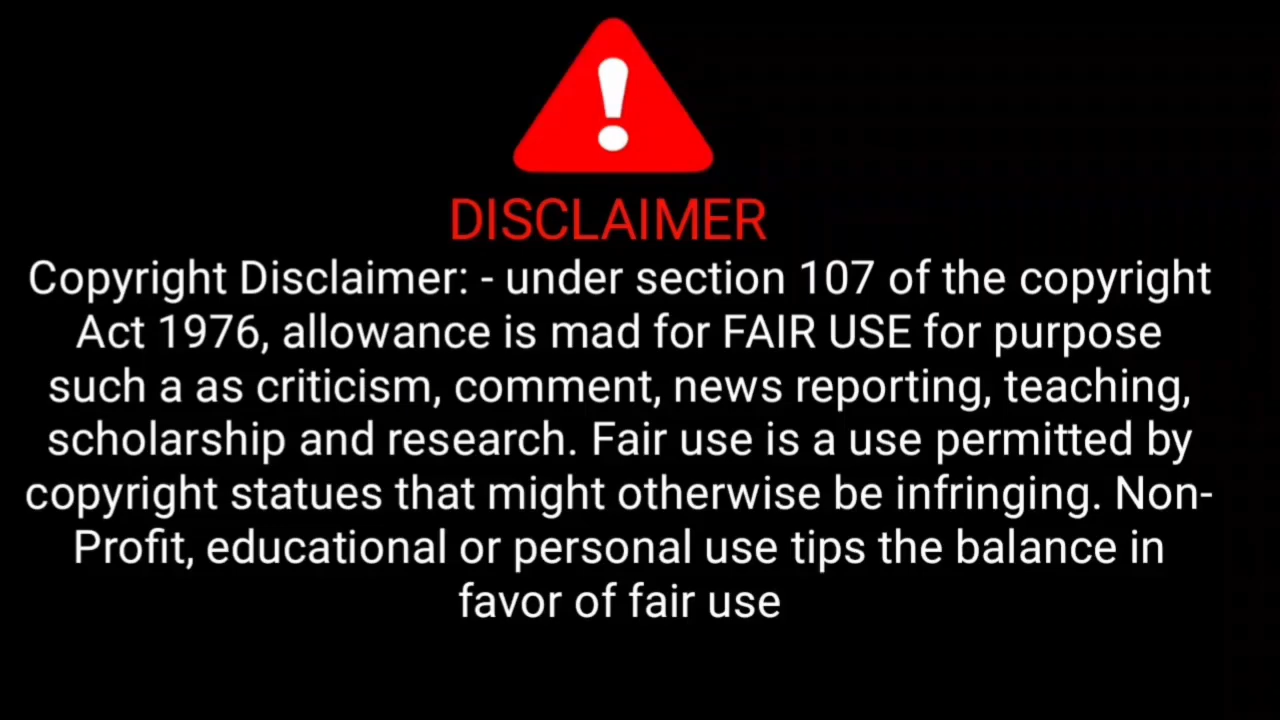 DISCLAIMER
Copyright Disclaimer: - under section 107 of the copyright
Act 1976, allowance is mad for FAIR USE for purpose
such a as criticism, comment, news reporting, teaching,
scholarship and research. Fair use is a use permitted by
copyright statues that might otherwise be infringing. Non-
Profit, educational or personal use tips the balance in
favor of fair use